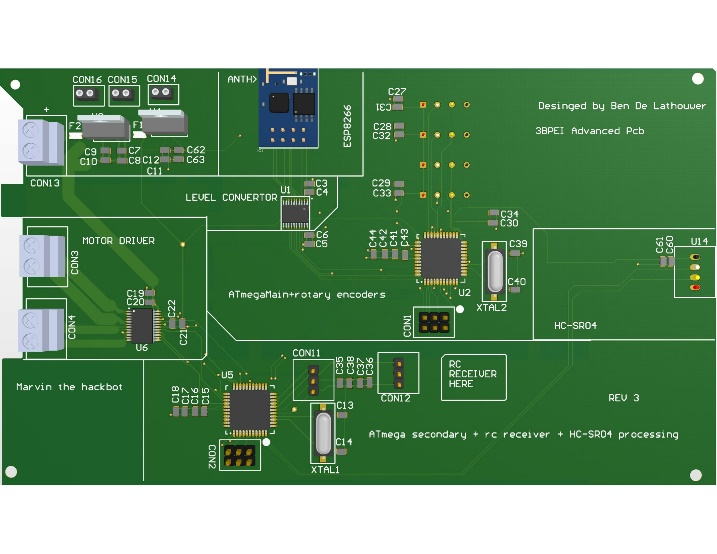 CON16 CON15 CON14
ANTH>
C27
C31
Desinged by Ben De Lathouwer
+
F2
F1
ESP8266
C28
C32
3BPEI Advanced Pcb
C9
C10
C7
C8
C12
C11
C62
C63
CON13
C29
C33
LEVEL CONVERTOR
U1
C3
C4
C34
C30
MOTOR DRIVER
C6
C5
C44
C42
C41
C43
C39
C61
C60
U14
CON3
C40
U2
XTAL2
ATmegaMain+rotary encoders
C19
C20
C22
C21
CON4
U6
CON1
HC-SR04
CON11
C35
C38
C37
C36
RC
RECEIVER
HERE
Marvin the hackbot
U5
C18
C17
C16
C15
CON12
REV 3
C13
C14
ATmega secondary + rc receiver + HC-SR04 processing
CON2
XTAL1